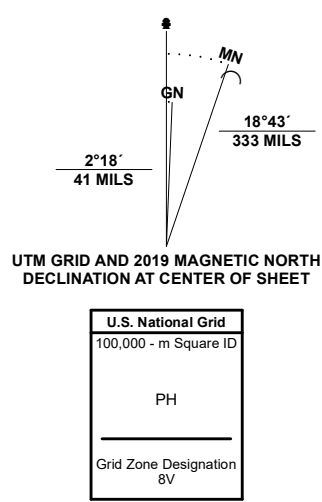 MN
GN
18°43´
333 MILS
2°18´
41 MILS
UTM GRID AND 2019 MAGNETIC NORTH
DECLINATION AT CENTER OF SHEET
U.S. National Grid
100,000 - m Square ID
PH
Grid Zone Designation
8V